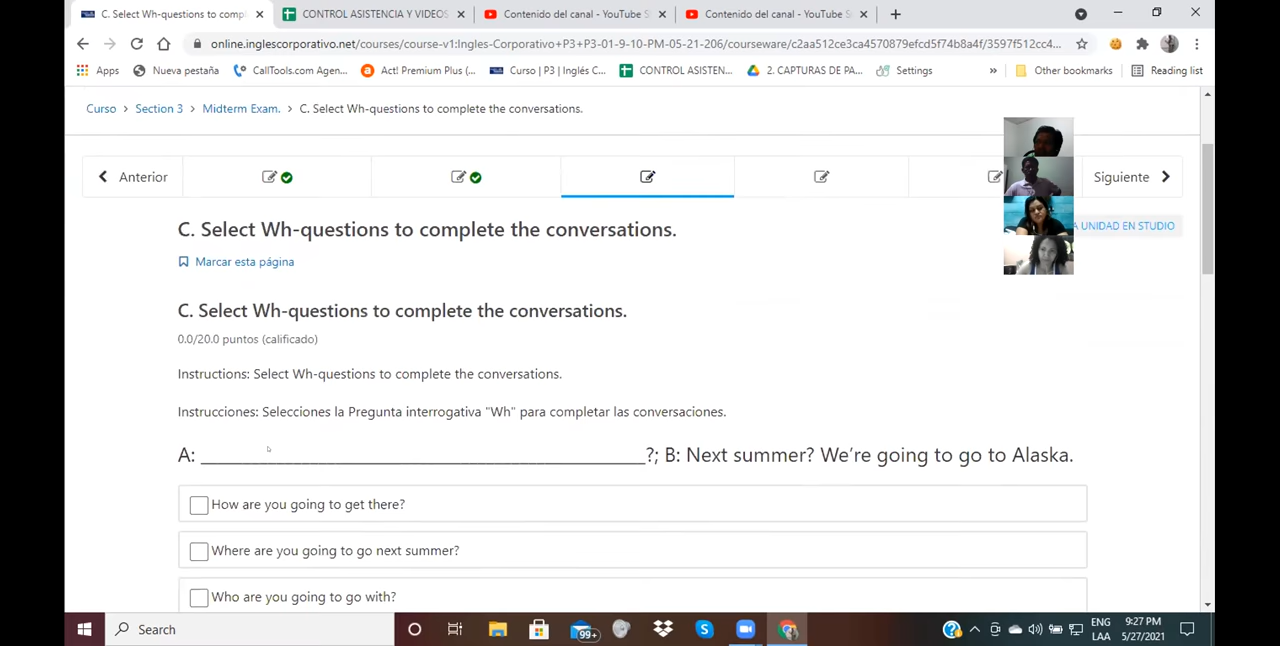 C. Select Wh-questions to compl
CONTROL ASISTENCIA Y VIDEOS
Contenido del canal - YouTube S
Contenido del canal - YouTube S
online.inglescorporativo.net/courses/course-v1:Ingles-Corporativo+P3+P3-01-9-10-PM-05-21-206/courseware/c2aa512ce3ca4570879efcd5f74b8a4f/3597f512cc4...
Apps
Nueva pestaña
CallTools.com Agen...
Act! Premium Plus (...
Curso | P3 | Inglés C...
CONTROL ASISTEN...
2. CAPTURAS DE PA...
Settings
»
Other bookmarks
Reading list
Curso > Section 3 > Midterm Exam. > C. Select Wh-questions to complete the conversations.
Anterior
Siguiente
A UNIDAD EN STUDIO
C. Select Wh-questions to complete the conversations.
Marcar esta página
C. Select Wh-questions to complete the conversations.
0.0/20.0 puntos (calificado)
Instructions: Select Wh-questions to complete the conversations.
Instrucciones: Selecciones la Pregunta interrogativa "Wh" para completar las conversaciones.
A: ________________________________________?; B: Next summer? We’re going to go to Alaska.
How are you going to get there?
Where are you going to go next summer?
Who are you going to go with?
Search
99+
ENG
LAA
9:27 PM
5/27/2021